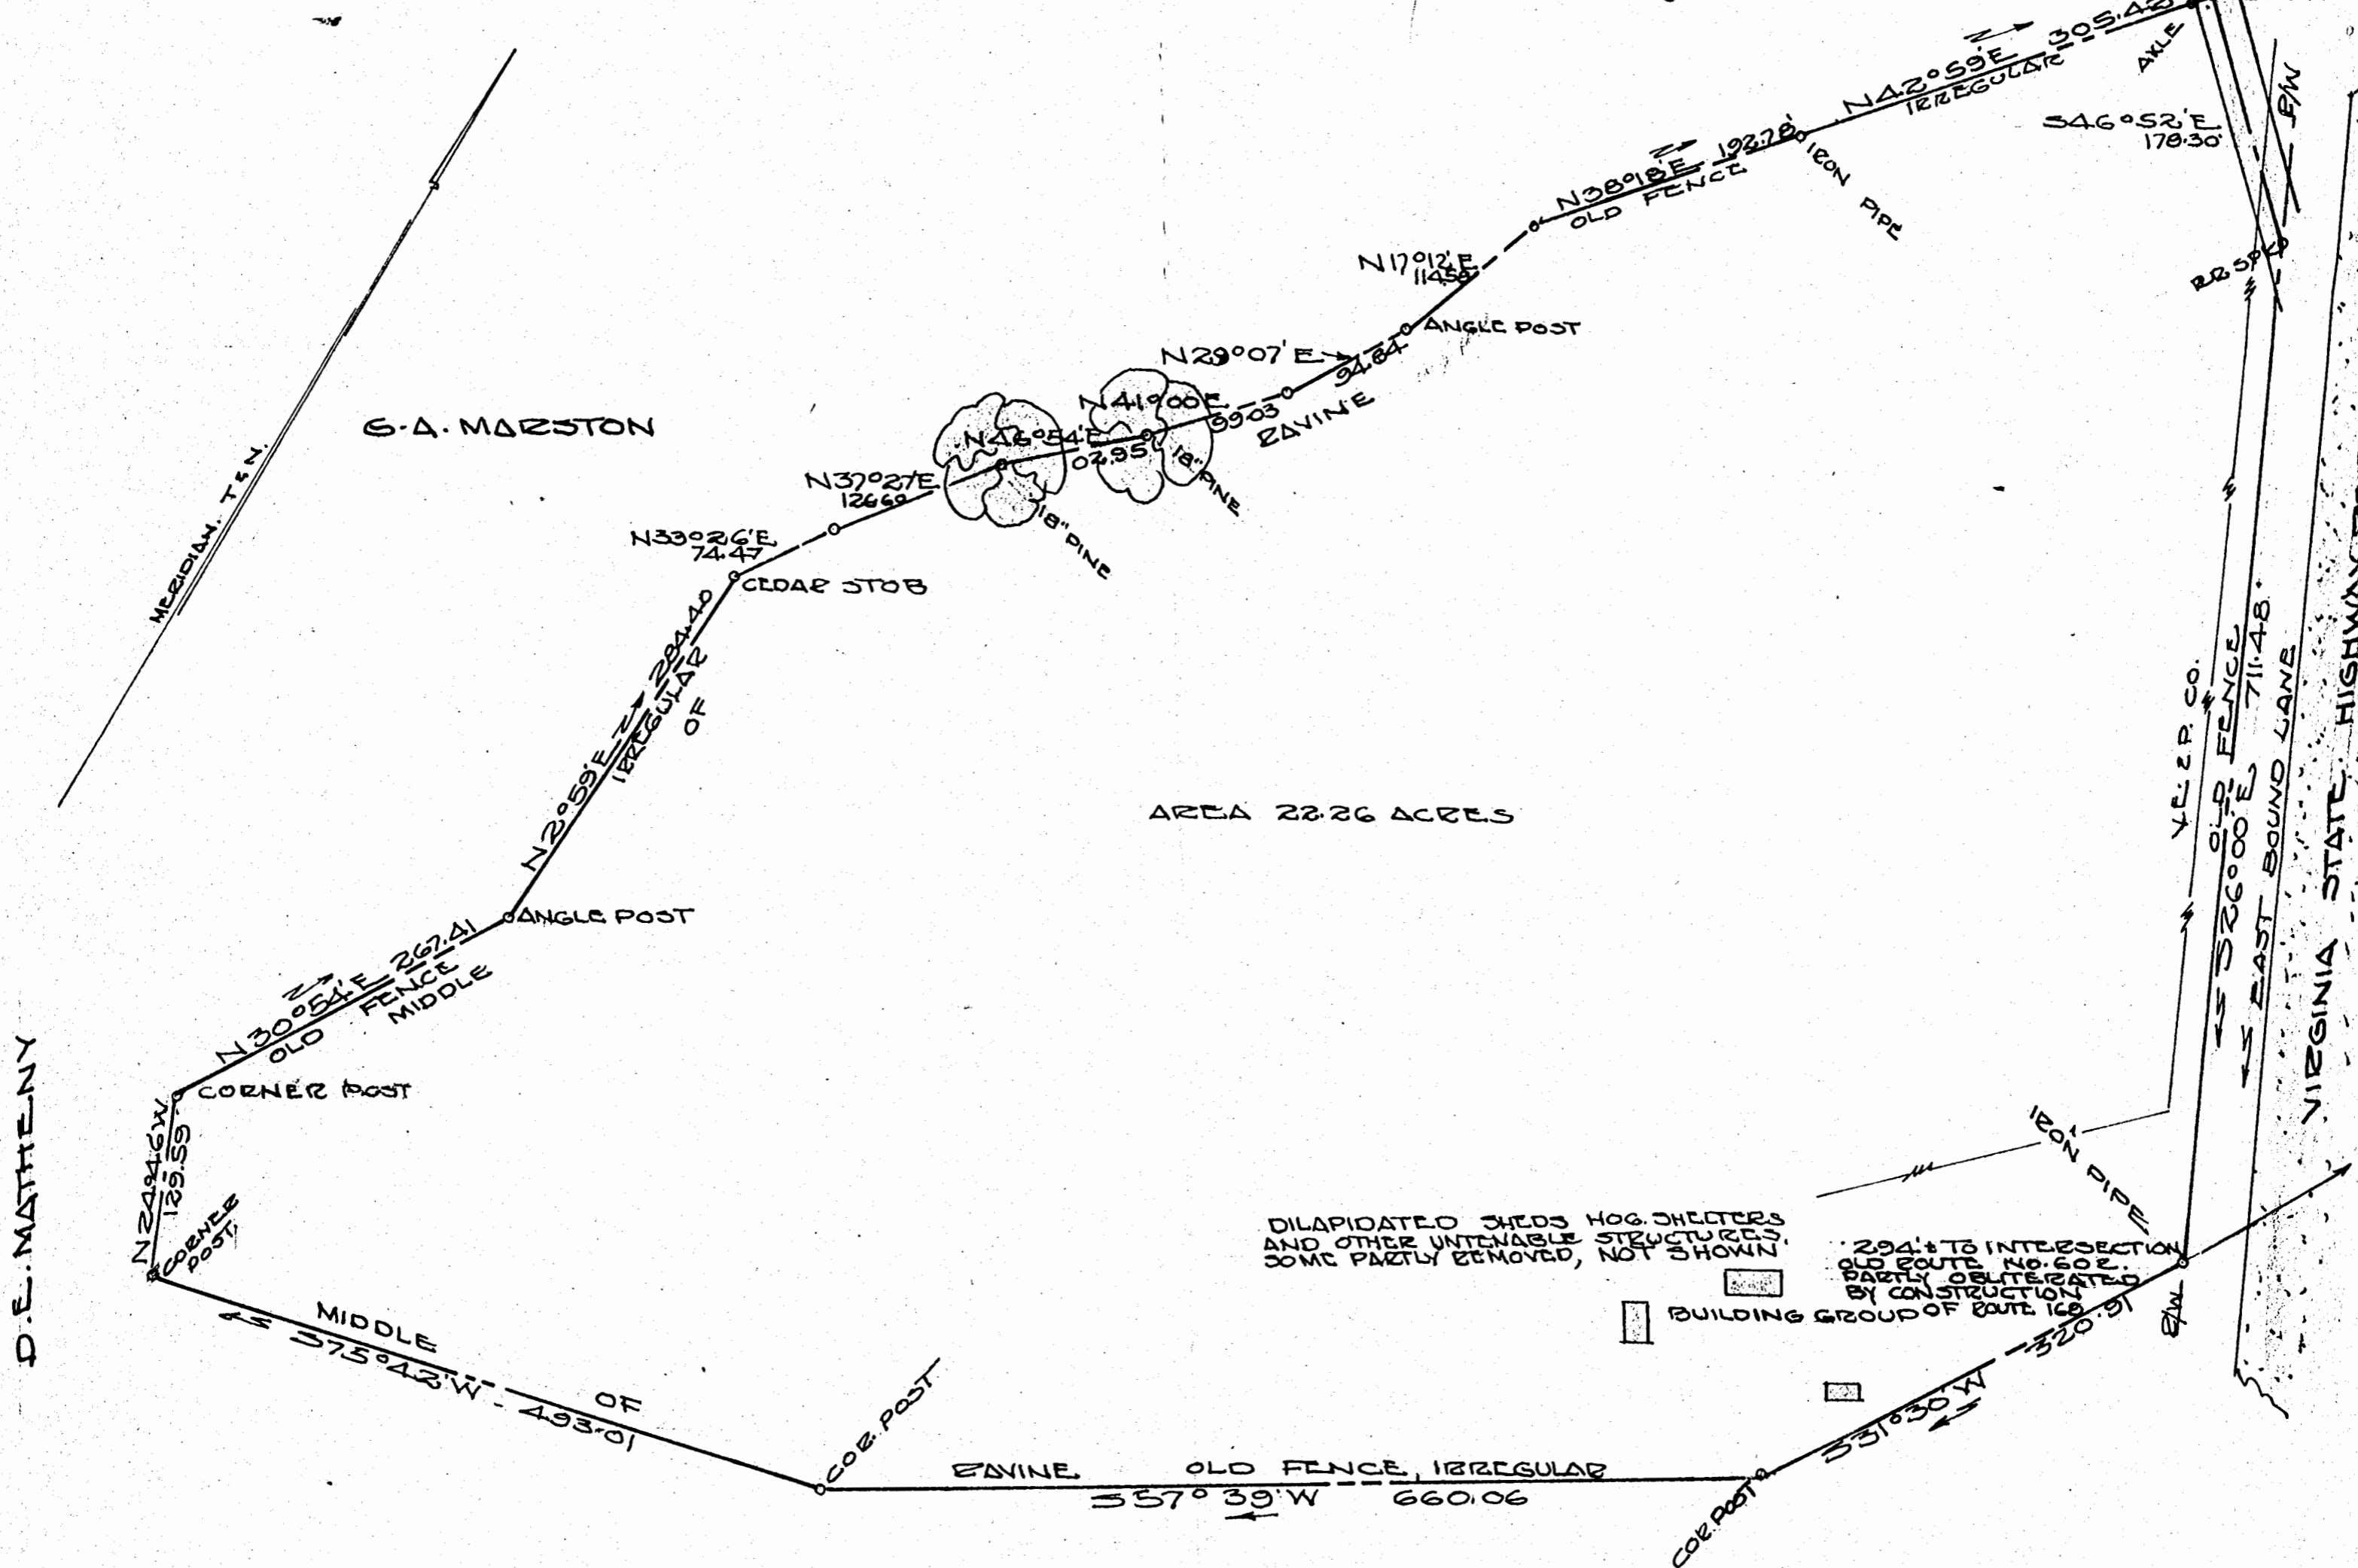 N42°59'E 305.42
IRREGULAR
AXLE
R/W
S46°52'E
178.30'
N38°18'E 192.78'
OLD FENCE
IRON PIPE
RR SPK
N17°12'E
114.50
ANGLE POST
N29°07'E
94.64
RAVINE
N41°00'E
99.03
N46°54'E
02.95
18" PINE
18" PINE
N37°27'E
126.60
N33°26'E
74.47
CEDAR STOB
G.A. MARSTON
MERIDIAN. T & N.
N2°59'E 284.40
IRREGULAR
OF
ANGLE POST
N30°54'E 267.41
OLD FENCE
MIDDLE
CORNER POST
N24°46'W
129.59
CORNER
POST
D.E. MATHENY
AREA 22.26 ACRES
V.E. & P. CO.
OLD FENCE
S26°00'E 711.48'
EAST BOUND LANE
VIRGINIA STATE HIGHWAY
IRON PIPE
DILAPIDATED SHEDS HOG. SHELTERS
AND OTHER UNTENABLE STRUCTURES,
SOME PARTLY REMOVED, NOT SHOWN
294'± TO INTERSECTION
OLD ROUTE NO. 60 E.
PARTLY OBLITERATED
BY CONSTRUCTION
OF ROUTE 168
BUILDING GROUP
R/W
S31°30'W 320.91
COR. POST
MIDDLE OF
S75°42'W - 493.01
COR. POST
RAVINE OLD FENCE, IRREGULAR
S57°39'W 660.06